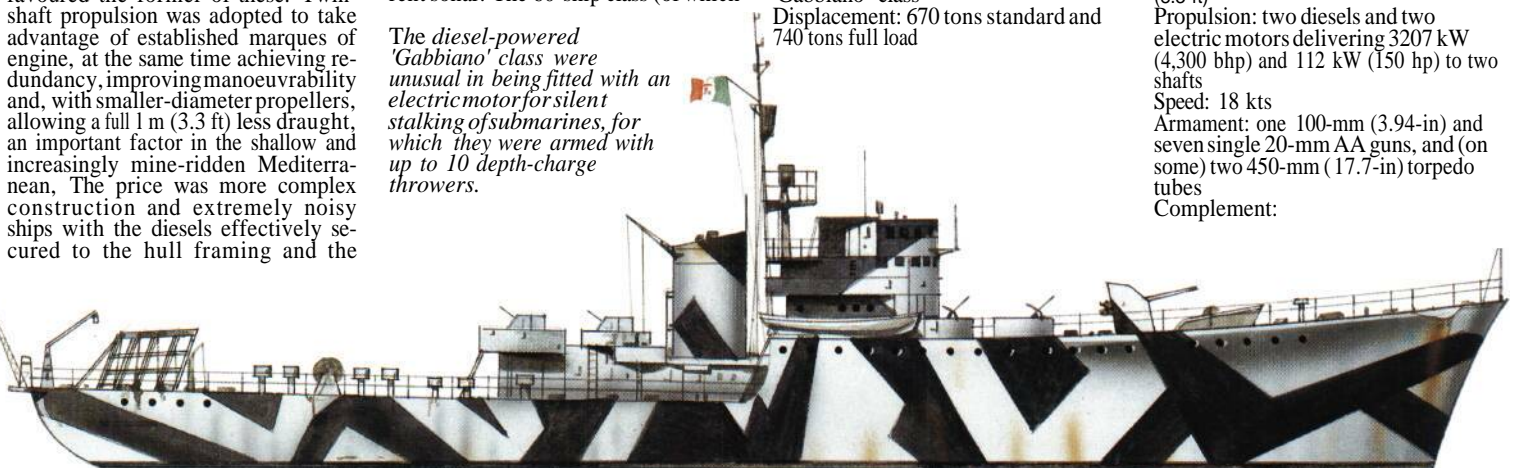 shaft propulsion was adopted to take
advantage of established marques of
engine, at the same time achieving re-
dundancy, improving manoeuvrability
and, with smaller-diameter propellers,
allowing a full 1 m (3.3 ft) less draught,
an important factor in the shallow and
increasingly mine-ridden Mediterra-
nean, The price was more complex
construction and extremely noisy
ships with the diesels effectively se-
cured to the hull framing and the
The diesel-powered
'Gabbiano' class were
unusual in being fitted with an
electric motor for silent
stalking of submarines, for
which they were armed with
up to 10 depth-charge
throwers.
Displacement: 670 tons standard and
740 tons full load
Propulsion: two diesels and two
electric motors delivering 3207 kW
(4,300 bhp) and 112 kW (150 hp) to two
shafts
Speed: 18 kts
Armament: one 100-mm (3.94-in) and
seven single 20-mm AA guns, and (on
some) two 450-mm (17.7-in) torpedo
tubes
Complement: